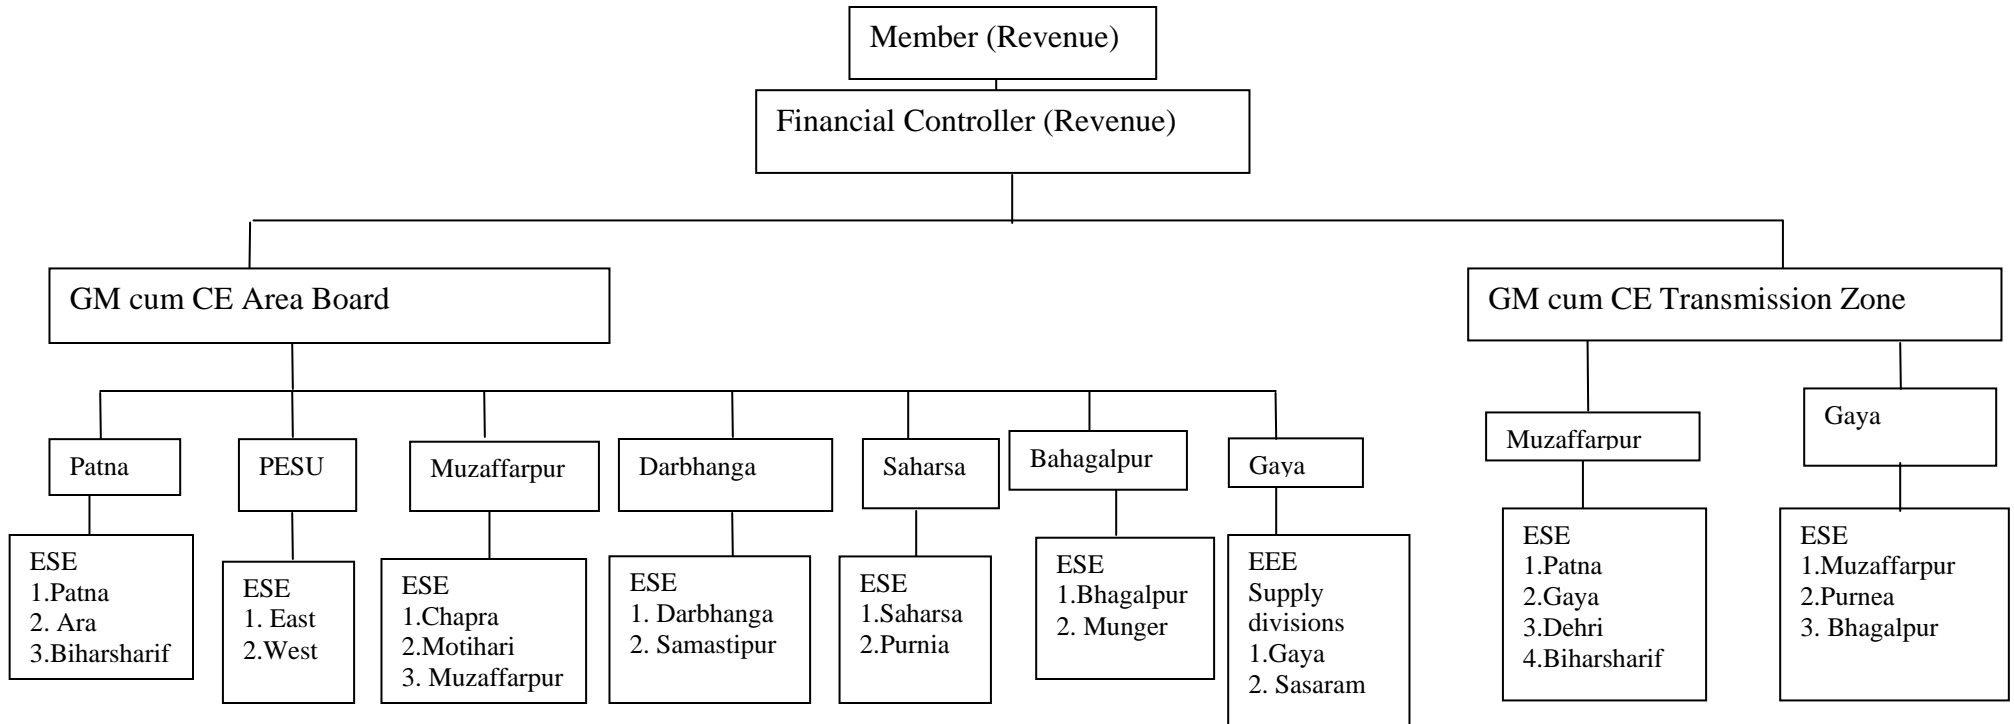 Member (Revenue)
Financial Controller (Revenue)
GM cum CE Area Board
GM cum CE Transmission Zone
Patna
PESU
Muzaffarpur
Darbhanga
Saharsa
Bahagalpur
Gaya
Muzaffarpur
Gaya
ESE
1.Patna
2. Ara
3.Biharsharif
ESE
1. East
2.West
ESE
1.Chapra
2.Motihari
3. Muzaffarpur
ESE
1. Darbhanga
2. Samastipur
ESE
1.Saharsa
2.Purnia
ESE
1.Bhagalpur
2. Munger
EEE
Supply
divisions
1.Gaya
2. Sasaram
ESE
1.Patna
2.Gaya
3.Dehri
4.Biharsharif
ESE
1.Muzaffarpur
2.Purnea
3. Bhagalpur